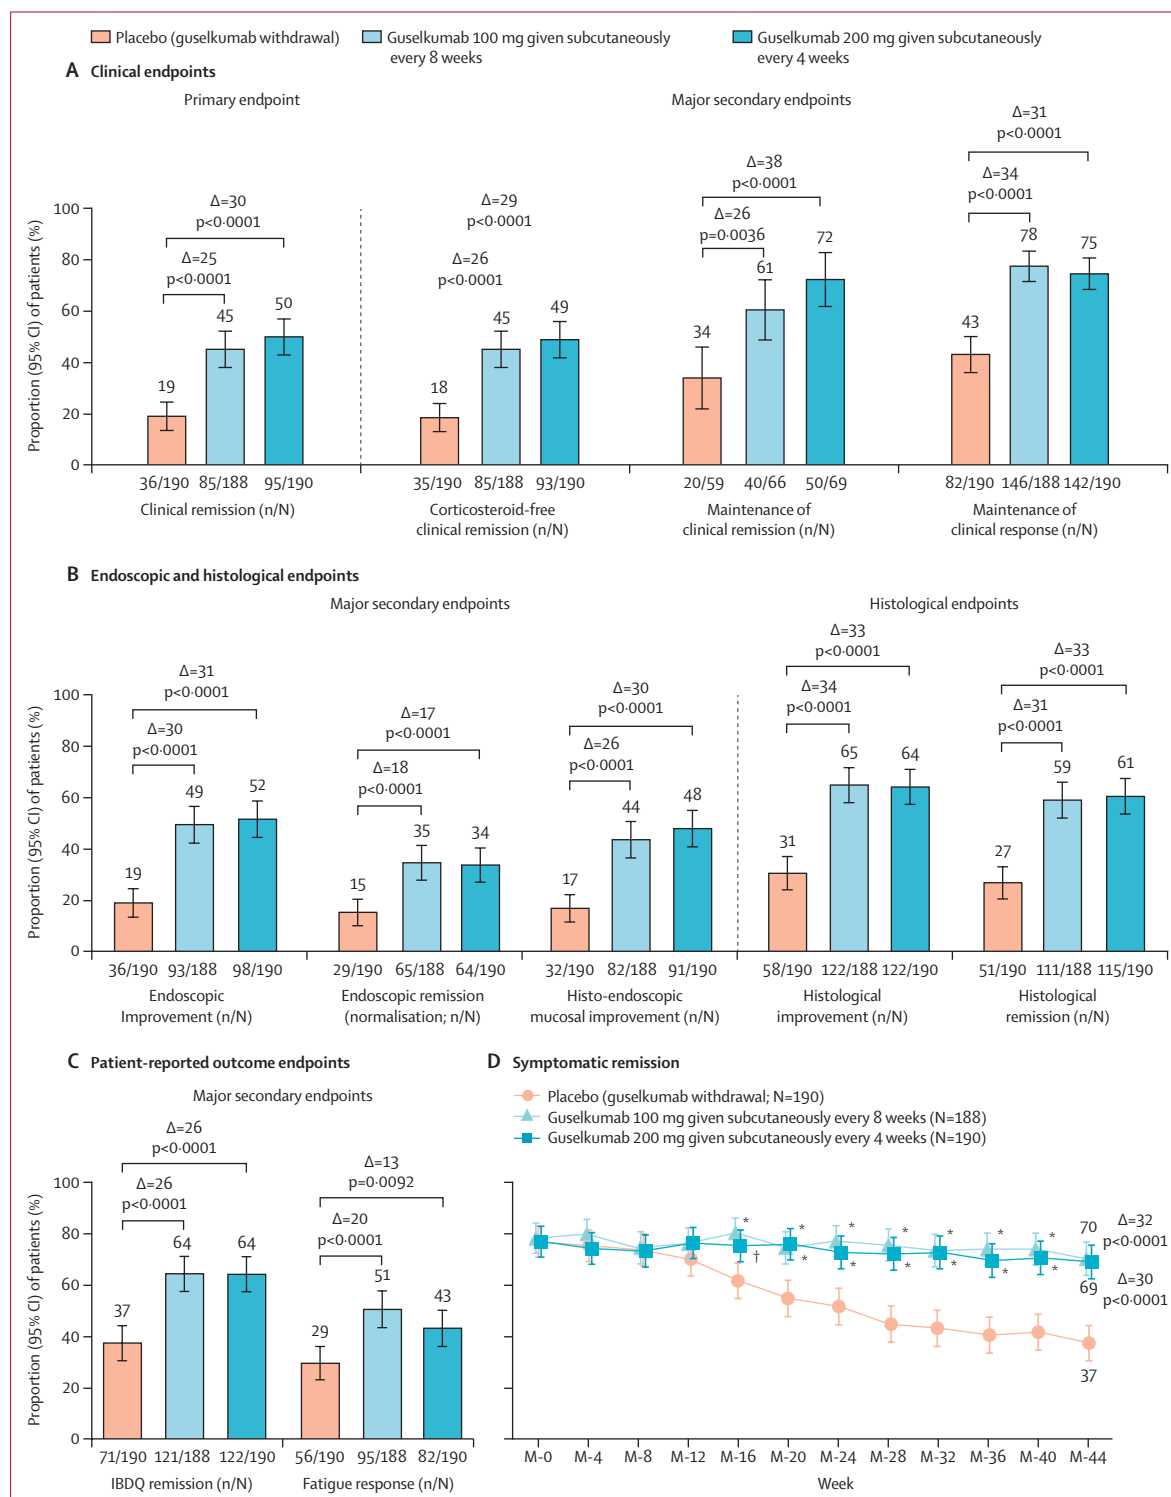 Placebo (guselkumab withdrawal)
Guselkumab 100 mg given subcutaneously
every 8 weeks
Guselkumab 200 mg given subcutaneously
every 4 weeks
A Clinical endpoints
Primary endpoint
Major secondary endpoints
Proportion (95% CI) of patients (%)
100
80
60
40
20
0
Δ=30
p<0·0001
Δ=25
p<0·0001
19
45
50
36/190 85/188 95/190
Clinical remission (n/N)
Δ=29
p<0·0001
Δ=26
p<0·0001
18
45
49
35/190 85/188 93/190
Corticosteroid-free
clinical remission (n/N)
Δ=38
p<0·0001
Δ=26
p=0·0036
34
61
72
20/59 40/66 50/69
Maintenance of
clinical remission (n/N)
Δ=31
p<0·0001
Δ=34
p<0·0001
43
78
75
82/190 146/188 142/190
Maintenance of
clinical response (n/N)
B Endoscopic and histological endpoints
Major secondary endpoints
Histological endpoints
Proportion (95% CI) of patients (%)
100
80
60
40
20
0
Δ=31
p<0·0001
Δ=30
p<0·0001
19
49
52
36/190 93/188 98/190
Endoscopic
Improvement (n/N)
Δ=17
p<0·0001
Δ=18
p<0·0001
15
35
34
29/190 65/188 64/190
Endoscopic remission
(normalisation; n/N)
Δ=30
p<0·0001
Δ=26
p<0·0001
17
44
48
32/190 82/188 91/190
Histo-endoscopic
mucosal improvement (n/N)
Δ=33
p<0·0001
Δ=34
p<0·0001
31
65
64
58/190 122/188 122/190
Histological
improvement (n/N)
Δ=33
p<0·0001
Δ=31
p<0·0001
27
59
61
51/190 111/188 115/190
Histological
remission (n/N)
C Patient-reported outcome endpoints
Major secondary endpoints
Proportion (95% CI) of patients (%)
100
80
60
40
20
0
Δ=26
p<0·0001
Δ=26
p<0·0001
37
64
64
71/190 121/188 122/190
IBDQ remission (n/N)
Δ=13
p=0·0092
Δ=20
p<0·0001
29
51
43
56/190 95/188 82/190
Fatigue response (n/N)
D Symptomatic remission
Placebo (guselkumab withdrawal; N=190)
Guselkumab 100 mg given subcutaneously every 8 weeks (N=188)
Guselkumab 200 mg given subcutaneously every 4 weeks (N=190)
* * * * * * *
† * * * * * *
70
Δ=32
p<0·0001
69
Δ=30
p<0·0001
37
M-0 M-4 M-8 M-12 M-16 M-20 M-24 M-28 M-32 M-36 M-40 M-44
Week